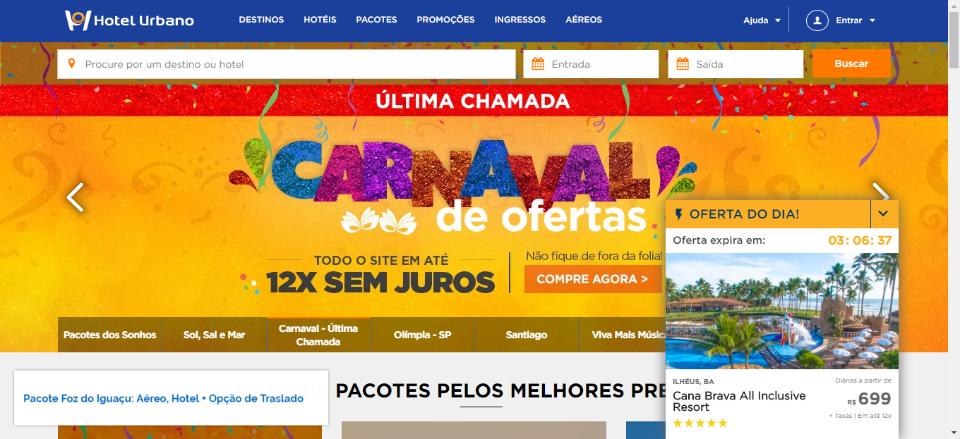 Hotel Urbano
DESTINOS HOTÉIS PACOTES PROMOÇÕES INGRESSOS AÉREOS Ajuda Entrar
Procure por um destino ou hotel Entrada Saída Buscar
ÚLTIMA CHAMADA
CARNAVAL
de ofertas
TODO O SITE EM ATÉ
12X SEM JUROS
Não fique de fora da folia!
COMPRE AGORA >
OFERTA DO DIA!
Oferta expira em: 03:06:37
Pacotes dos Sonhos
Sol, Sal e Mar
Carnaval - Última
Chamada
Olímpia - SP
Santiago
Viva Mais Músic
ILHÉUS, BA
Diárias a partir de
Cana Brava All Inclusive
Resort
R$ 699
+ Taxas | Em até 12x
PACOTES PELOS MELHORES PRE
Pacote Foz do Iguaçu: Aéreo, Hotel • Opção de Traslado